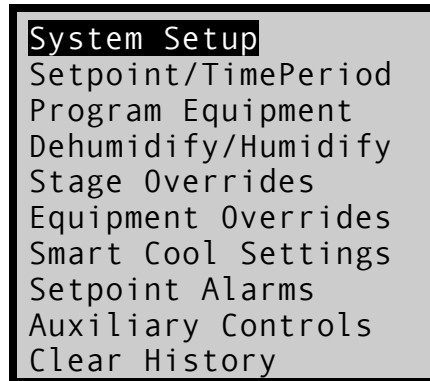 System Setup
Setpoint/TimePeriod
Program Equipment
Dehumidify/Humidify
Stage Overrides
Equipment Overrides
Smart Cool Settings
Setpoint Alarms
Auxiliary Controls
Clear History